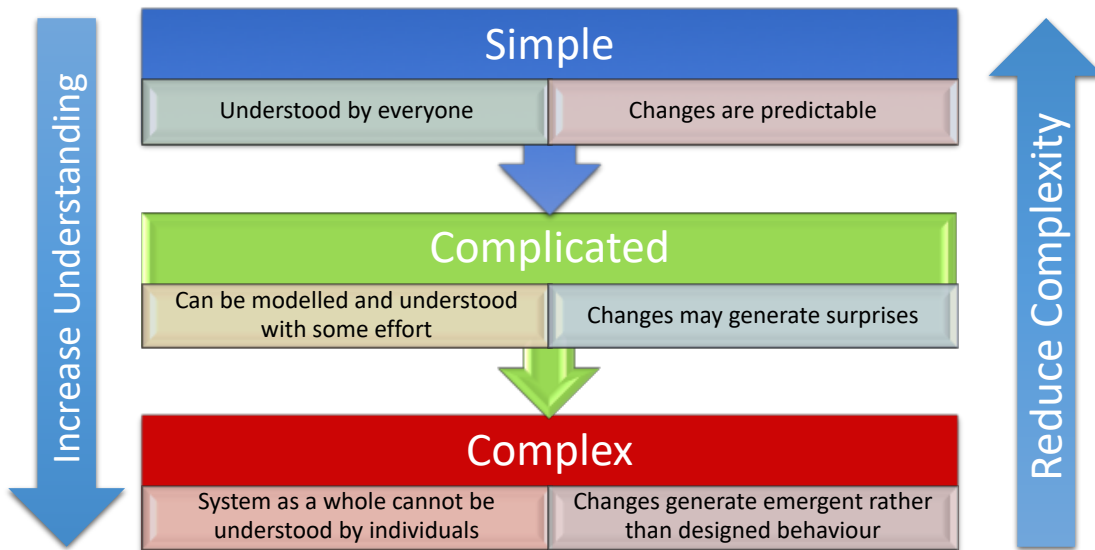 Simple
Understood by everyone
Changes are predictable
Increase Understanding
Reduce Complexity
Complicated
Can be modelled and understood
with some effort
Changes may generate surprises
Complex
System as a whole cannot be
understood by individuals
Changes generate emergent rather
than designed behaviour